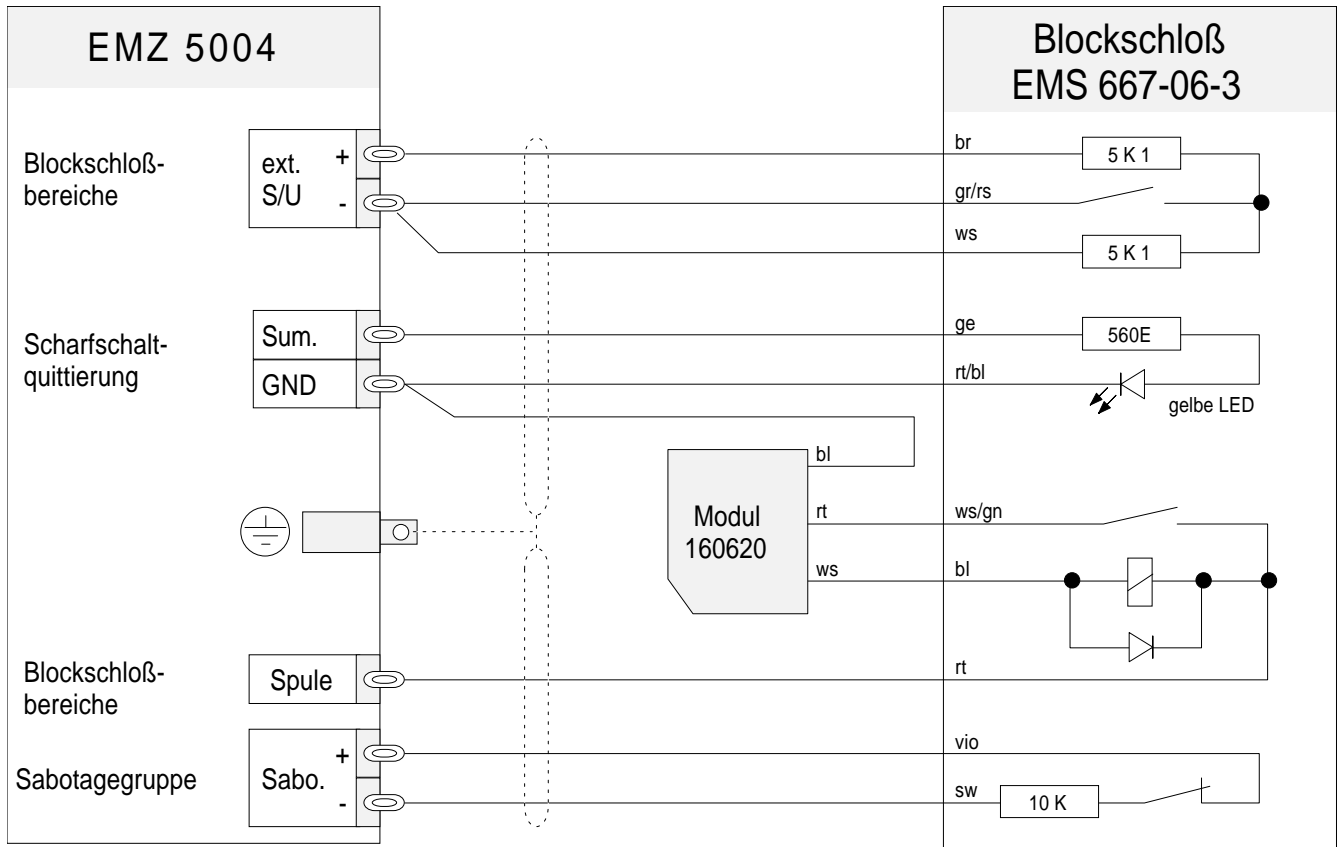 EMZ 5004
Blockschloß
EMS 667-06-3
Blockschloß-
bereiche
ext.
S/U
+
-
br
5 K 1
gr/rs
ws
5 K 1
Scharfschalt-
quittierung
Sum.
GND
ge
560E
rt/bl
gelbe LED
Modul
160620
bl
rt
ws
ws/gn
bl
Blockschloß-
bereiche
Spule
rt
Sabotagegruppe
Sabo.
+
-
vio
sw
10 K